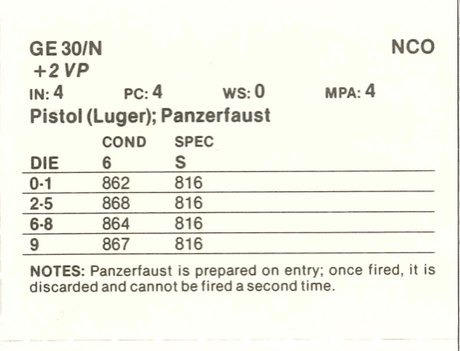 GE 30/N NCO
+2 VP
IN: 4 PC: 4 WS: 0 MPA: 4
Pistol (Luger); Panzerfaust
COND SPEC
DIE 6 S
0-1 862 816
2-5 868 816
6-8 864 816
9 867 816
NOTES: Panzerfaust is prepared on entry; once fired, it is
discarded and cannot be fired a second time.